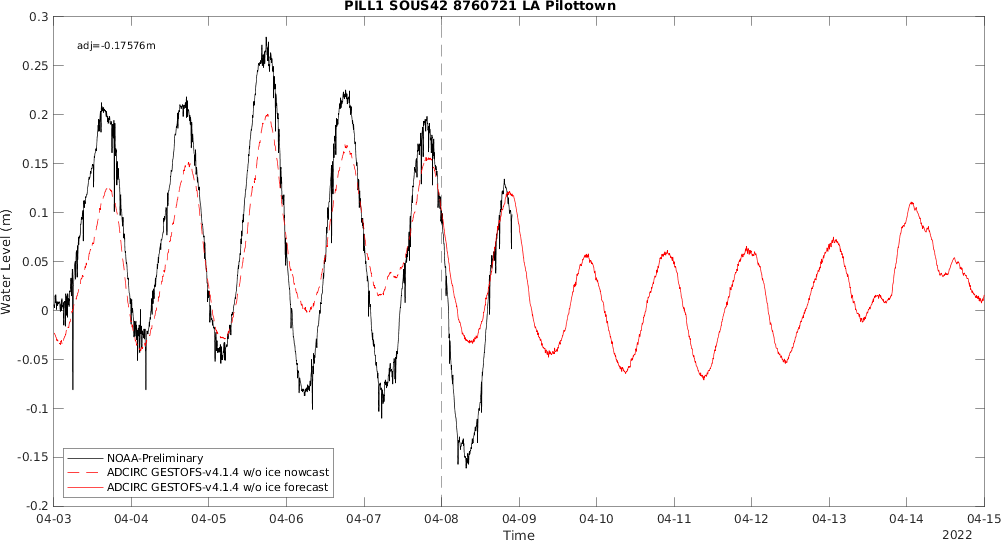 PILL1 SOUS42 8760721 LA Pilottown
adj=-0.17576m
0.3
0.25
0.2
0.15
0.1
0.05
0
-0.05
-0.1
-0.15
-0.2
Water Level (m)
NOAA-Preliminary
ADCIRC GESTOFS-v4.1.4 w/o ice nowcast
ADCIRC GESTOFS-v4.1.4 w/o ice forecast
04-03 04-04 04-05 04-06 04-07 04-08 04-09 04-10 04-11 04-12 04-13 04-14 04-15
Time
2022